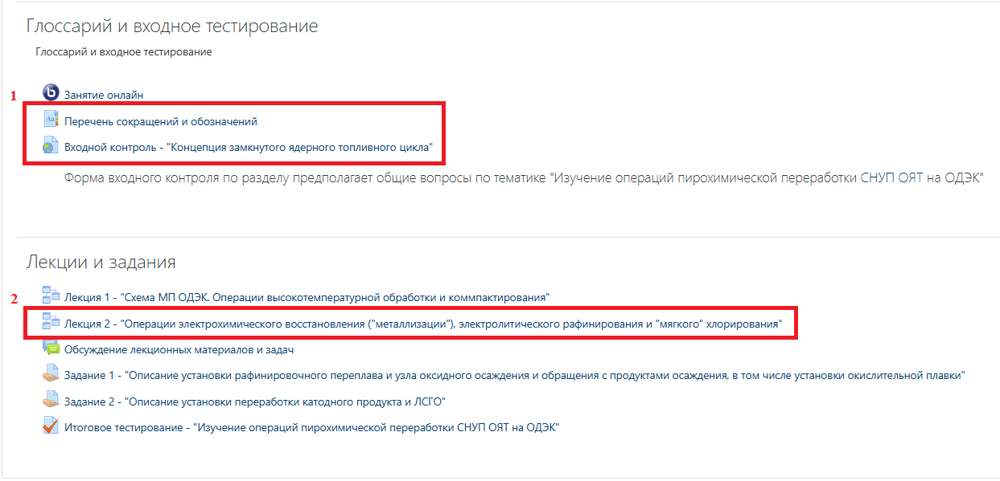 Глоссарий и входное тестирование
Глоссарий и входное тестирование
1
Занятие онлайн
Перечень сокращений и обозначений
Входной контроль - "Концепция замкнутого ядерного топливного цикла"
Форма входного контроля по разделу предполагает общие вопросы по тематике "Изучение операций пирохимической переработки СНУП ОЯТ на ОДЭК"
Лекции и задания
2
Лекция 1 - "Схема МП ОДЭК. Операции высокотемпературной обработки и коммпактирования"
Лекция 2 - "Операции электрохимического восстановления ("металлизации"), электролитического рафинирования и "мягкого" хлорирования"
Обсуждение лекционных материалов и задач
Задание 1 - "Описание установки рафинировочного переплава и узла оксидного осаждения и обращения с продуктами осаждения, в том числе установки окислительной плавки"
Задание 2 - "Описание установки переработки катодного продукта и ЛСГО"
Итоговое тестирование - "Изучение операций пирохимической переработки СНУП ОЯТ на ОДЭК"